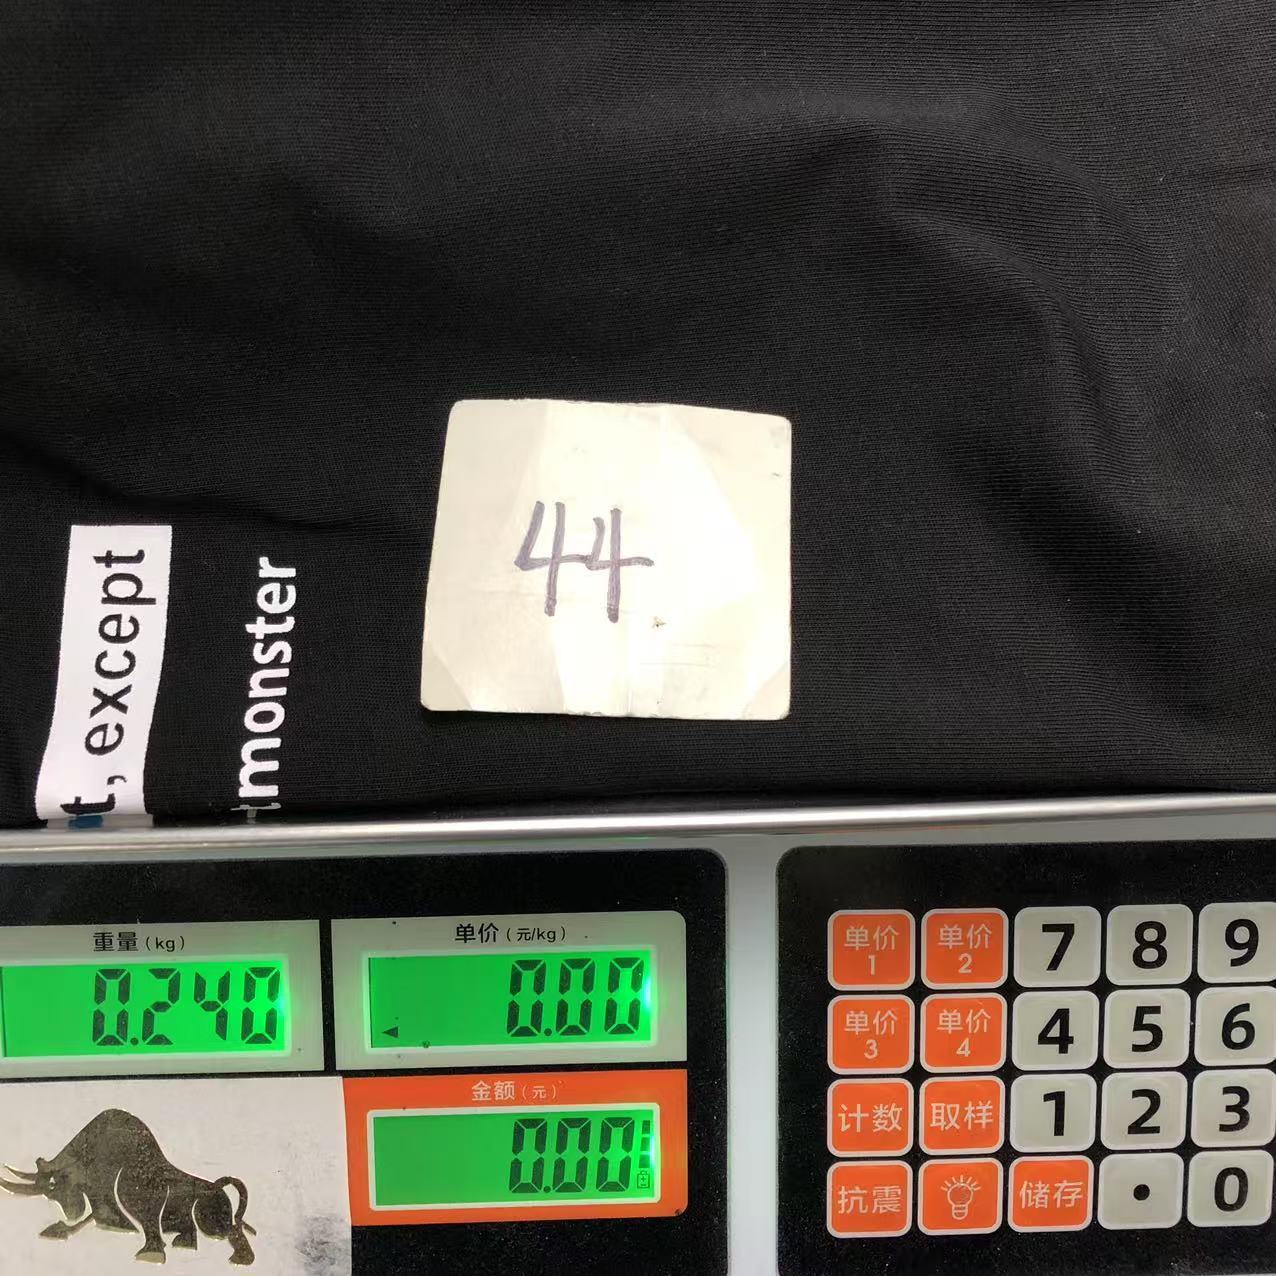 t, except
monster
44
重量(kg)
0.240
单价(元/kg)
0.00
金额(元)
0.00
单价1 单价2 7 8 9
单价3 单价4 4 5 6
计数 取样 1 2 3
抗震 储存 • 0